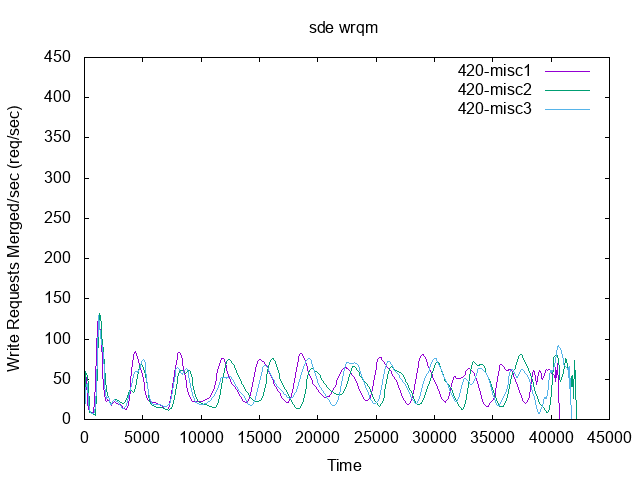 sde wrqm
Write Requests Merged/sec (req/sec)
450
400
350
300
250
200
150
100
50
0
420-misc1
420-misc2
420-misc3
0 5000 10000 15000 20000 25000 30000 35000 40000 45000
Time